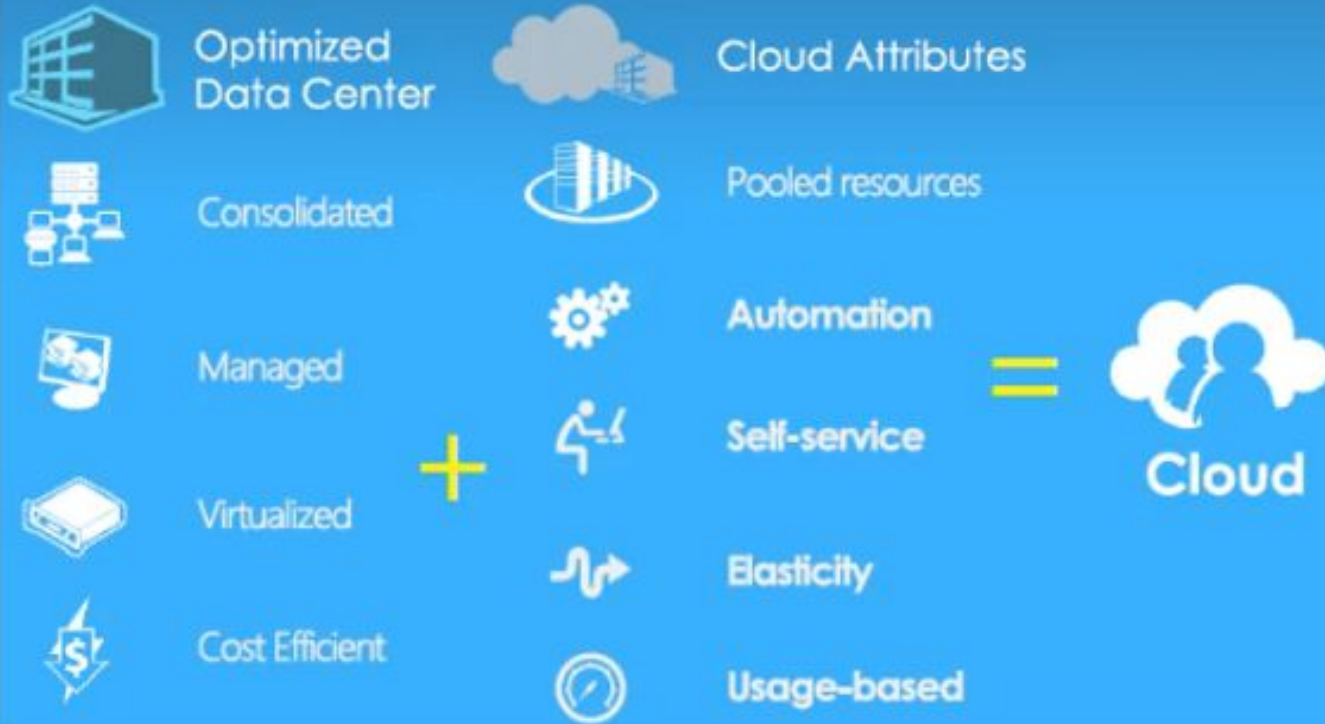 Optimized
Data Center
Consolidated
Managed
Virtualized
Cost Efficient
+
Cloud Attributes
Pooled resources
Automation
Self-service
Elasticity
Usage-based
=
Cloud
$